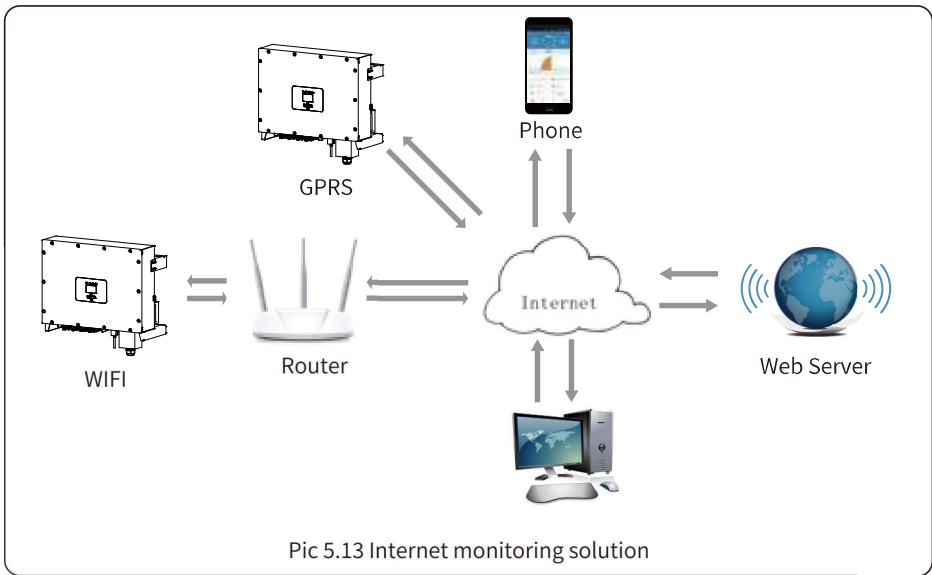 Phone
GPRS
Internet
WIFI
Router
Web Server
Pic 5.13 Internet monitoring solution